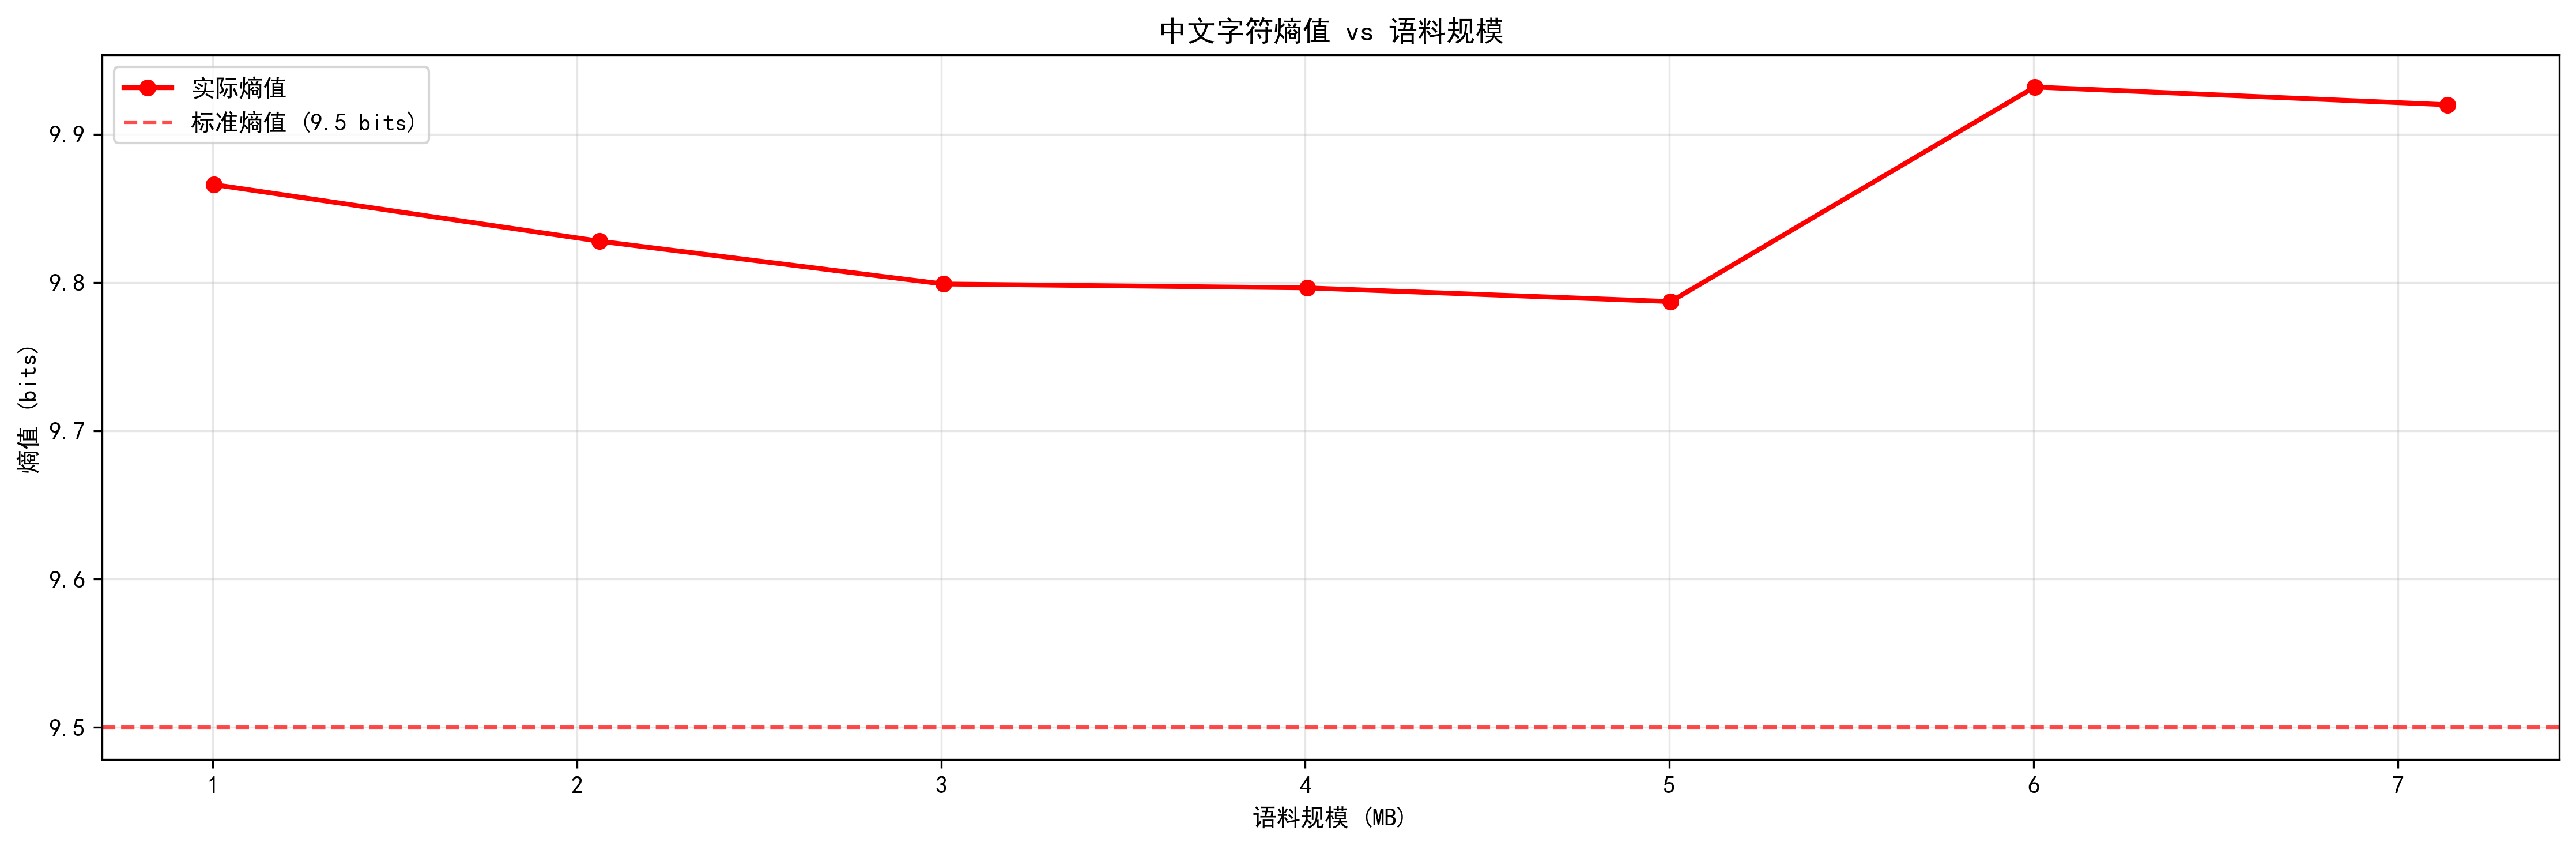 中文字符熵值 vs 语料规模
实际熵值
标准熵值 (9.5 bits)
9.9
9.8
9.7
9.6
9.5
熵值 (bits)
1 2 3 4 5 6 7
语料规模 (MB)